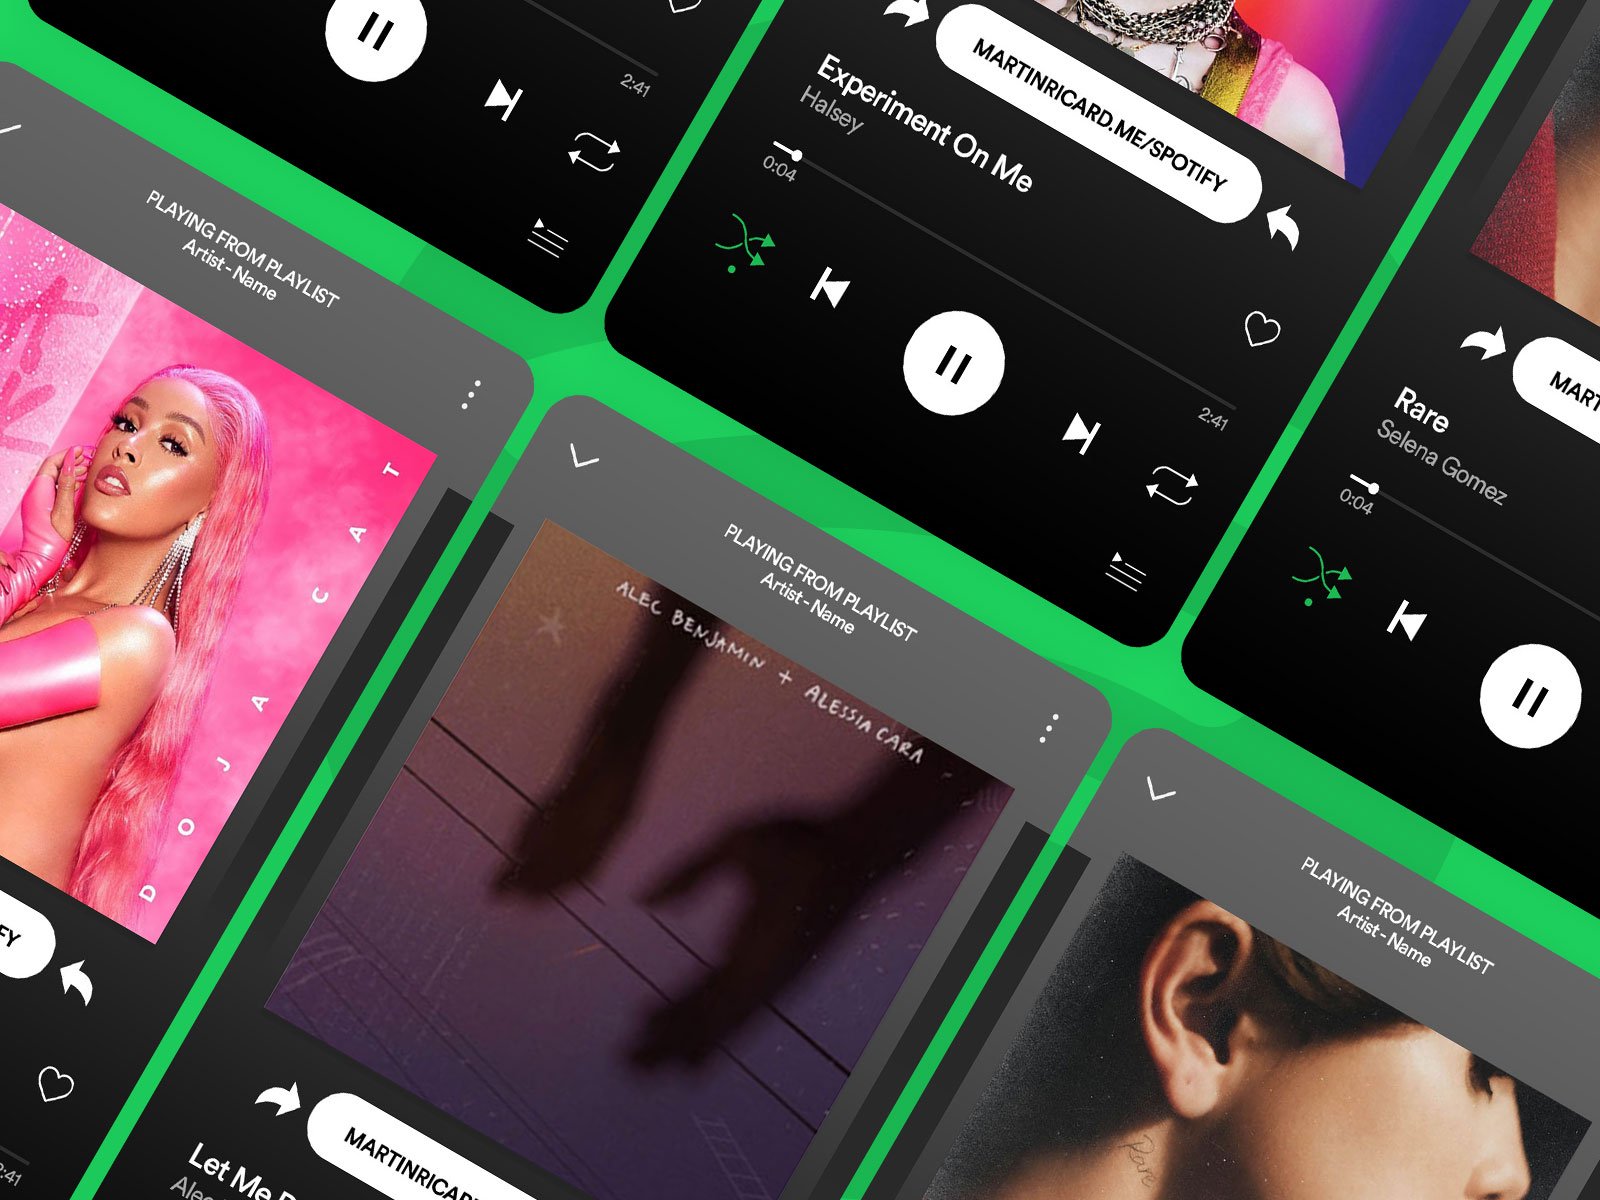 2:41
MARTINRICARD.ME/SPOTIFY
Experiment On Me
Halsey
0:04
2:41
PLAYING FROM PLAYLIST
Artist - Name
DOJA CAT
FY
2:41
PLAYING FROM PLAYLIST
Artist - Name
ALEC BENJAMIN + ALESSIA CARA
MARTINRICARD
Let Me
MART
Rare
Selena Gomez
0:04
PLAYING FROM PLAYLIST
Artist - Name
Rare